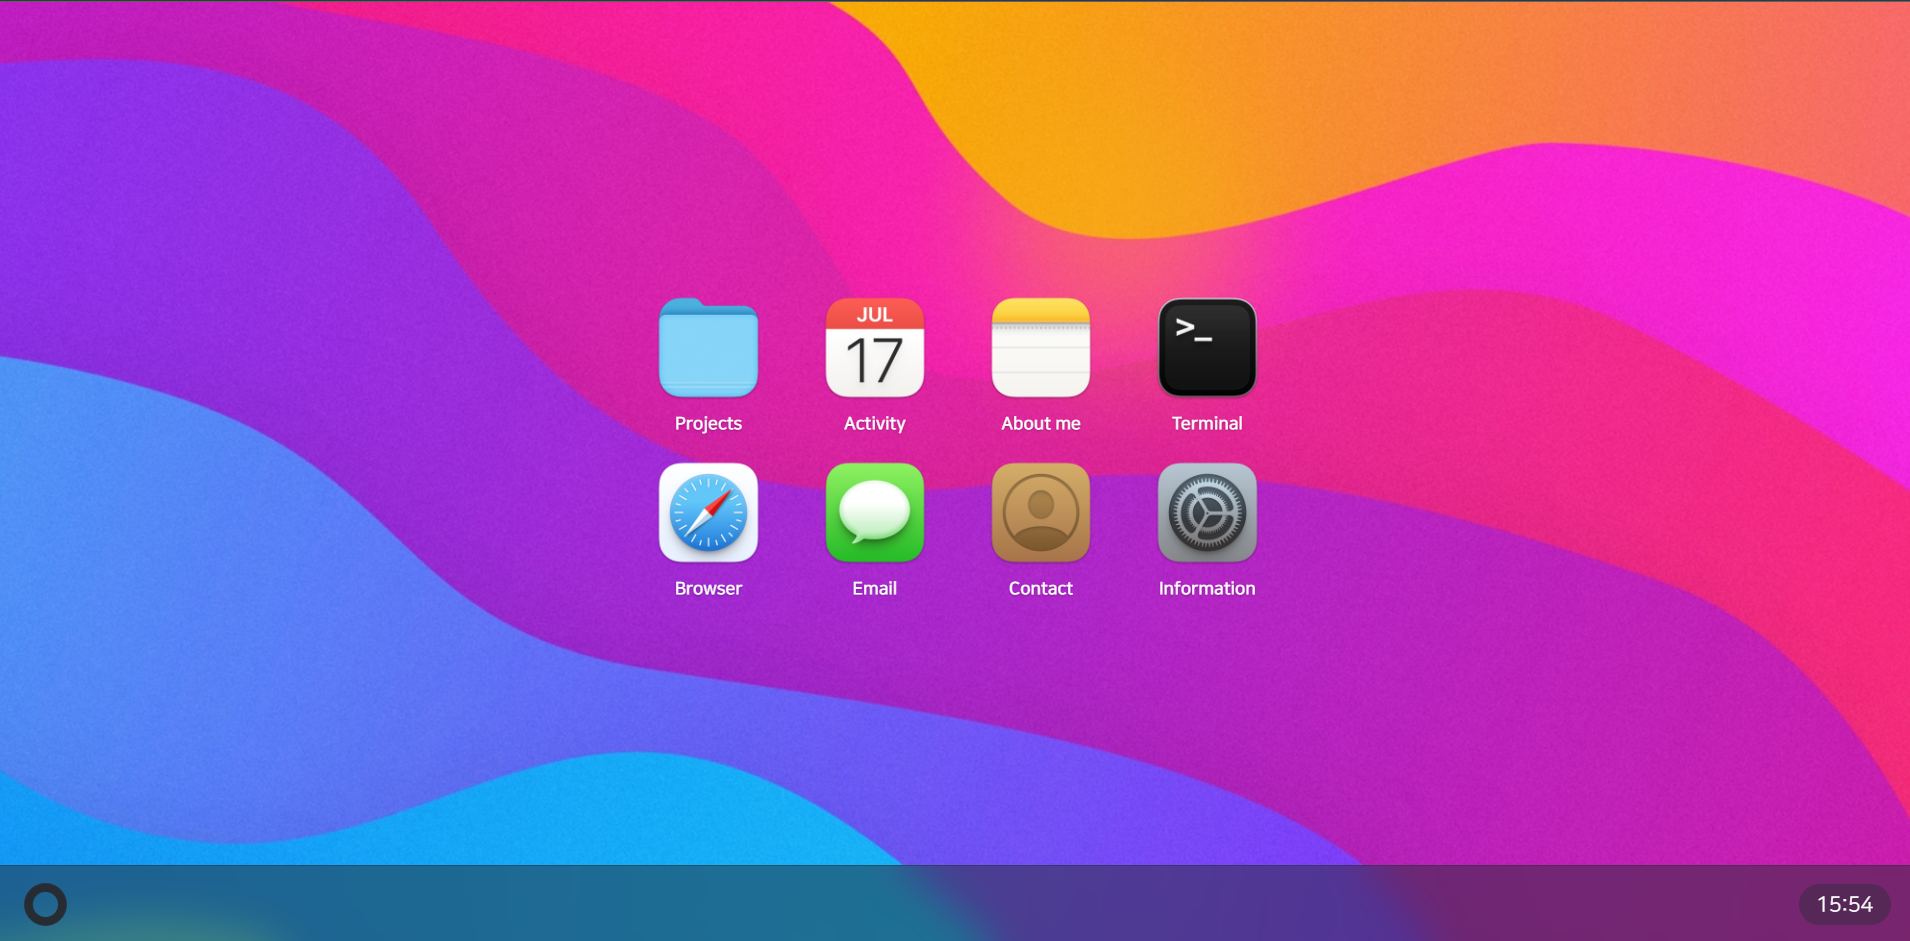 JUL
17
>_
Projects
Activity
About me
Terminal
Browser
Email
Contact
Information
15:54